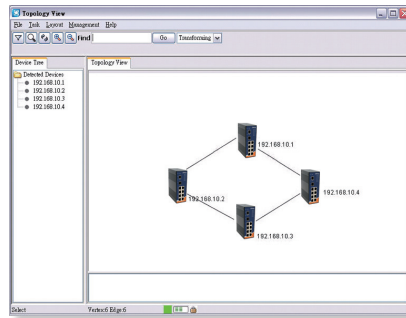 Topology View
File Task Layout Management Help
Find Go Transforming
Device Tree
Topology View
Detected Devices
192.168.10.1
192.168.10.2
192.168.10.3
192.168.10.4
192.168.10.1
192.168.10.2
192.168.10.4
192.168.10.3
Select
Vertex:6 Edge:6